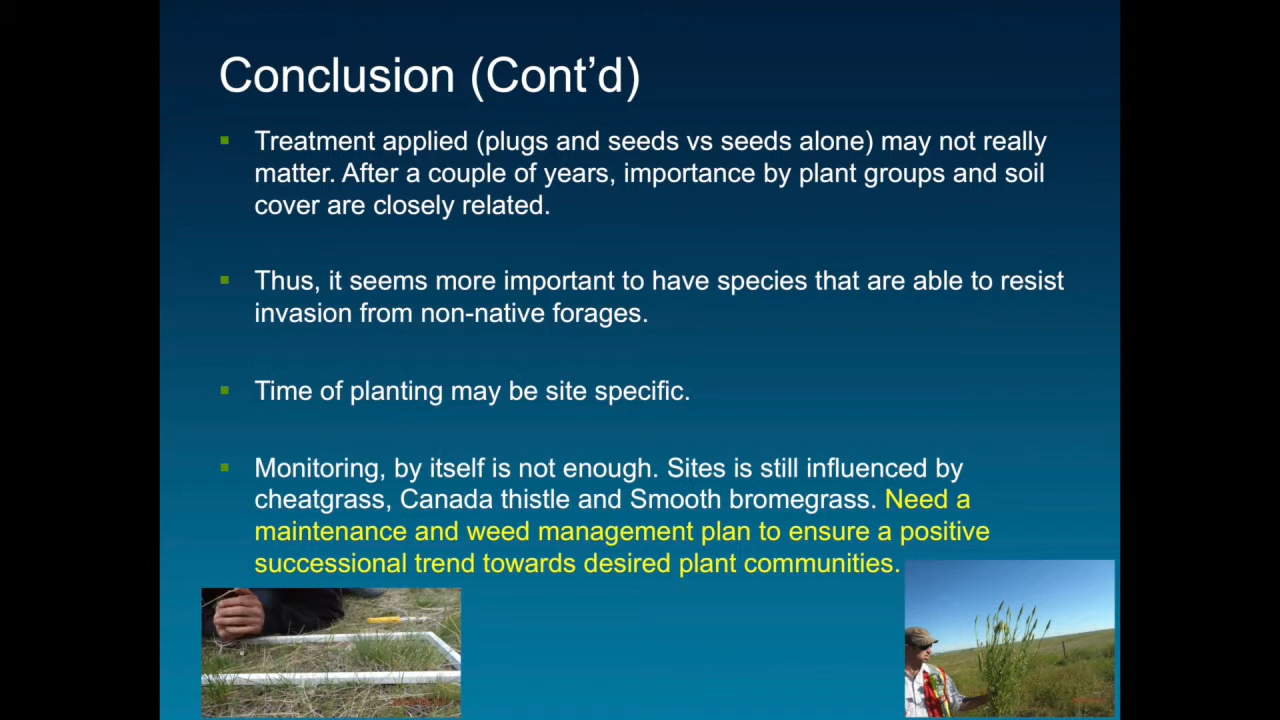 Conclusion (Cont’d)
Treatment applied (plugs and seeds vs seeds alone) may not really
matter. After a couple of years, importance by plant groups and soil
cover are closely related.
Thus, it seems more important to have species that are able to resist
invasion from non-native forages.
Time of planting may be site specific.
Monitoring, by itself is not enough. Sites is still influenced by
cheatgrass, Canada thistle and Smooth bromegrass. Need a
maintenance and weed management plan to ensure a positive
successional trend towards desired plant communities.